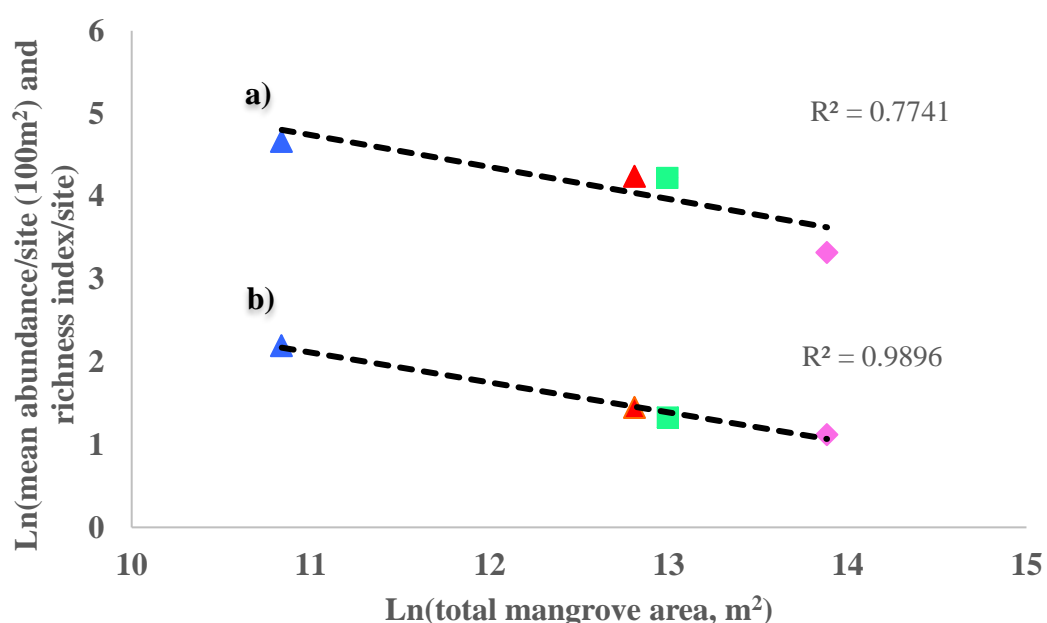 Ln(mean abundance/site (100m²) and
richness index/site)
6
5
4
3
2
1
0
a)
R² = 0.7741
b)
R² = 0.9896
10
11
12
13
14
15
Ln(total mangrove area, m²)